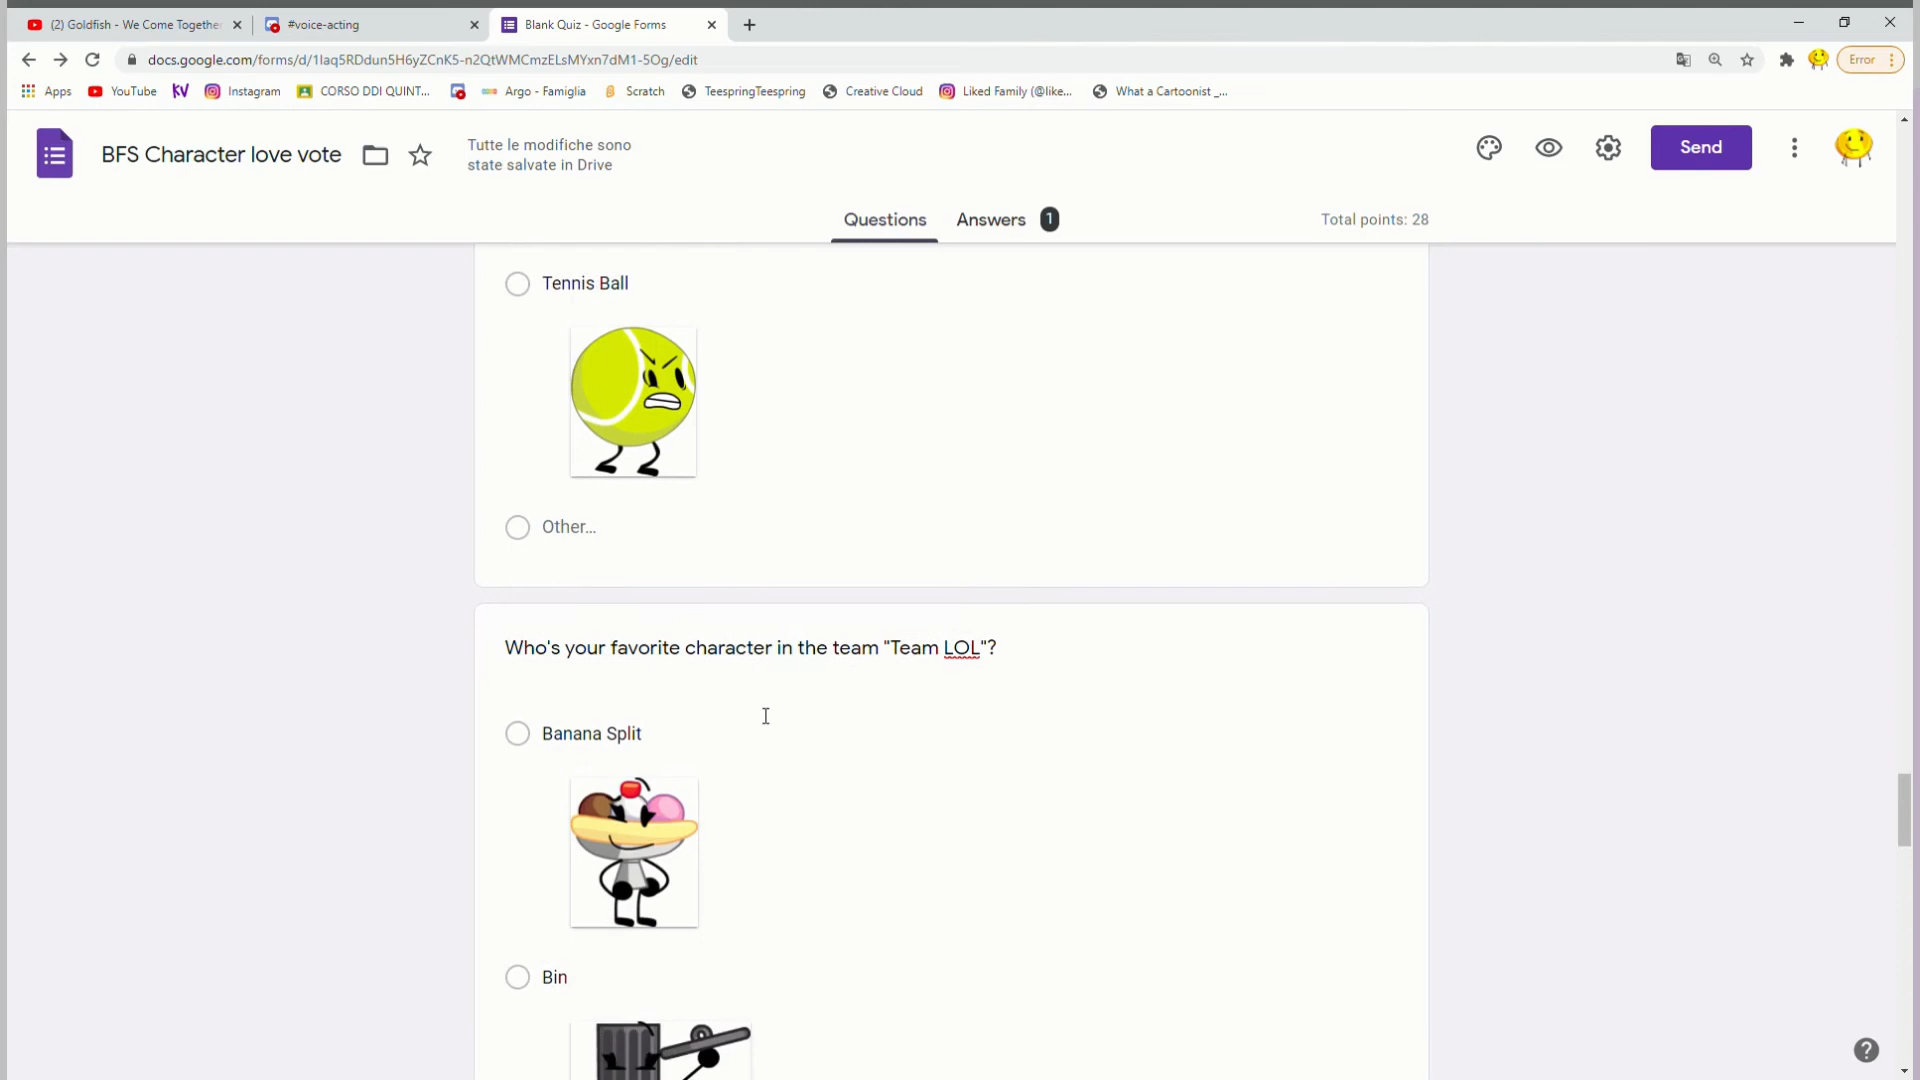 (2) Goldfish - We Come Together
#voice-acting
Blank Quiz - Google Forms
docs.google.com/forms/d/1Iaq5RDdun5H6yZCnK5-n2QtWMCmzELsMYxn7dM1-5Og/edit
Error
Apps
YouTube
KV
Instagram
CORSO DDI QUINT...
Argo - Famiglia
Scratch
TeespringTeespring
Creative Cloud
Liked Family (@like...
What a Cartoonist _...
BFS Character love vote
Tutte le modifiche sono
state salvate in Drive
Send
Questions
Answers 1
Total points: 28
Tennis Ball
Other...
Who's your favorite character in the team "Team LOL"?
Banana Split
Bin